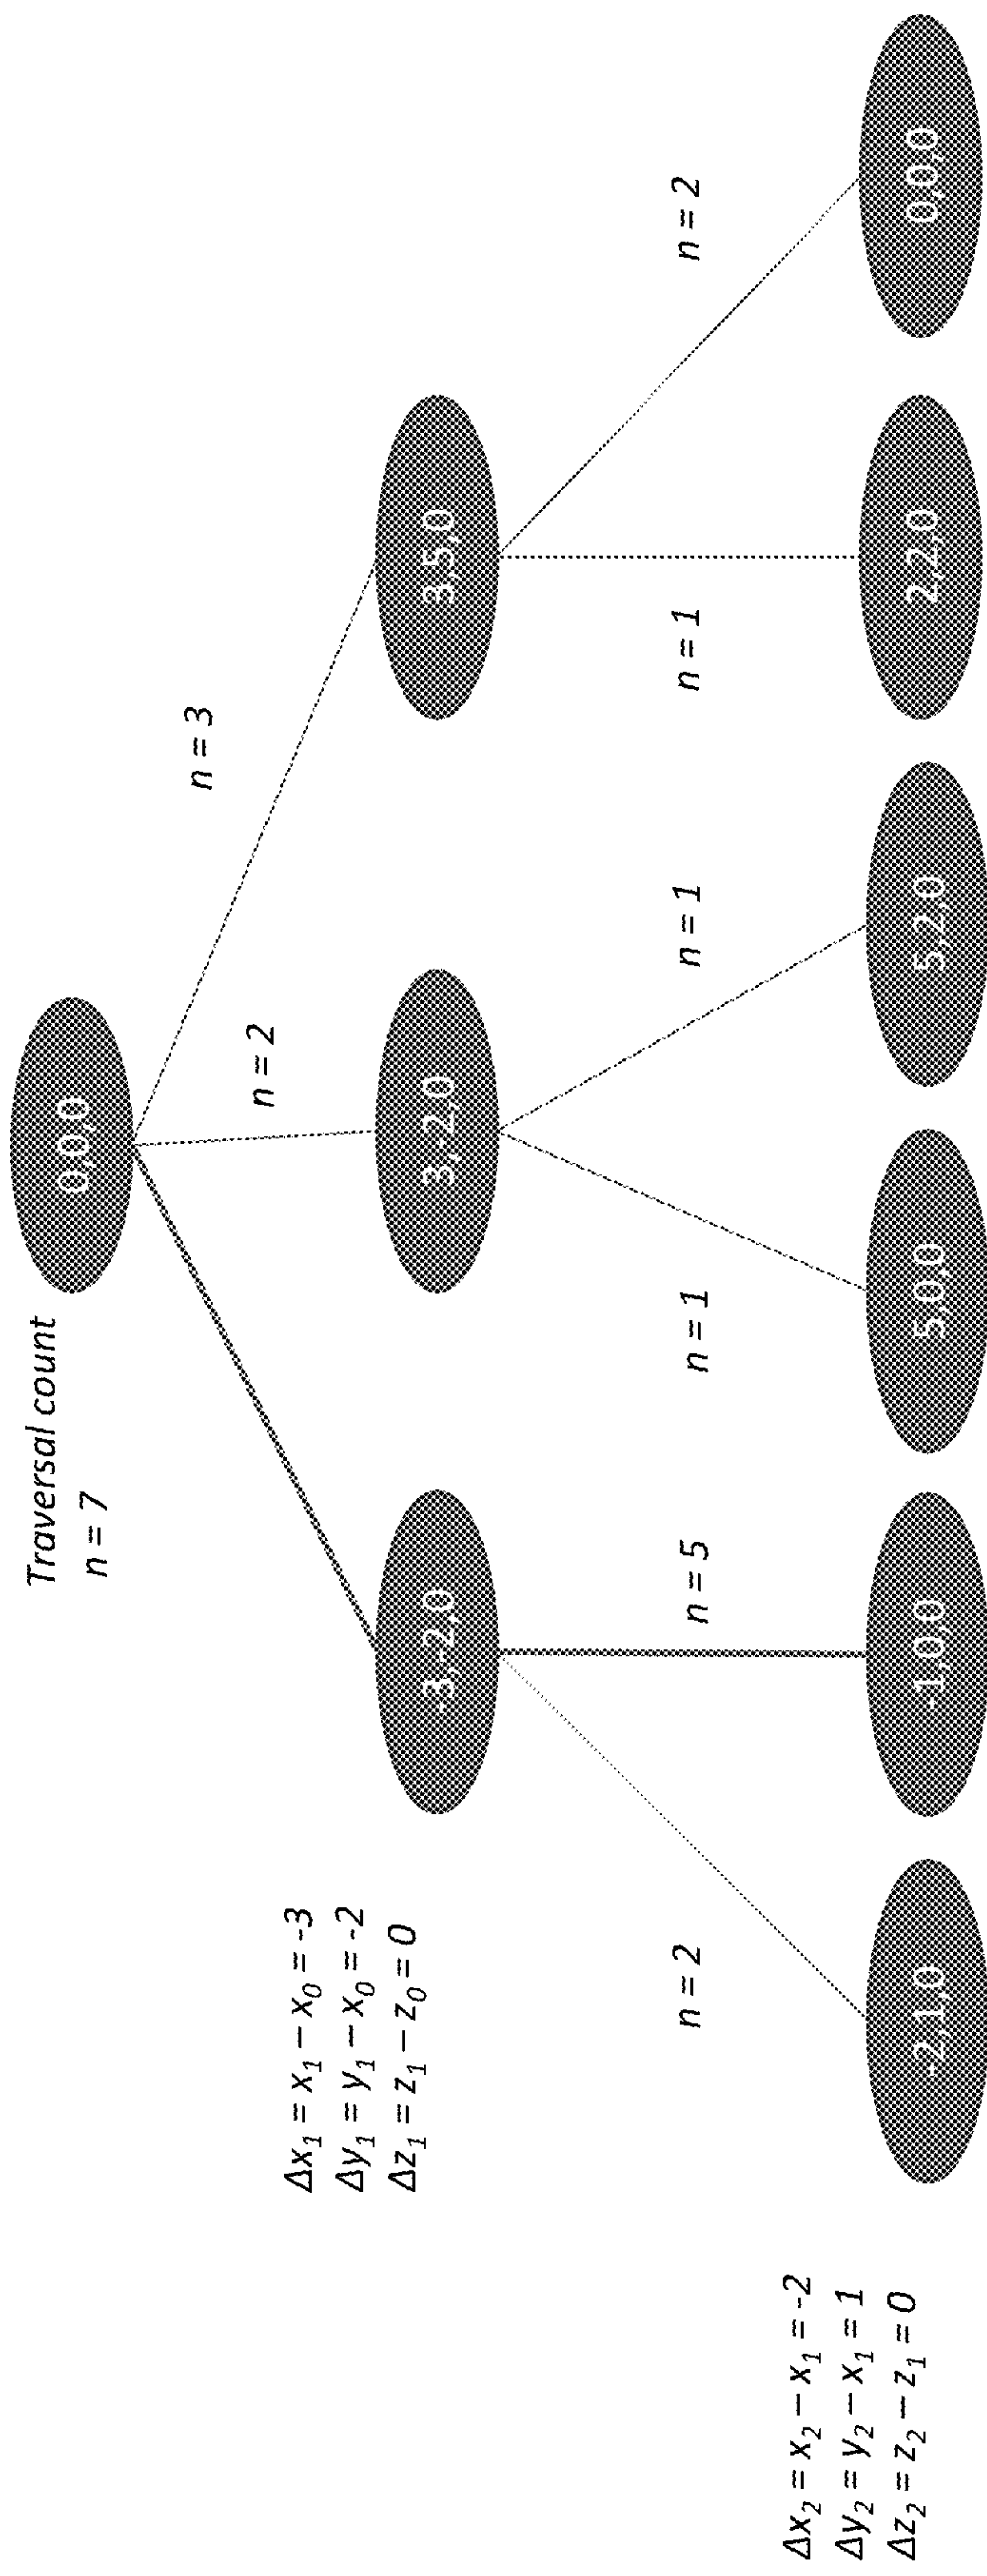 Traversal count
n = 7
0,0,0
n = 2
n = 3
Δx₁ = x₁ − x₀ = -3
Δy₁ = y₁ − x₀ = -2
Δz₁ = z₁ − z₀ = 0
-3,-2,0
3,-2,0
3,5,0
n = 2
n = 5
n = 1
n = 1
n = 1
n = 2
Δx₂ = x₂ − x₁ = -2
Δy₂ = y₂ − x₁ = 1
Δz₂ = z₂ − z₁ = 0
-2,1,0
-1,0,0
5,0,0
5,2,0
2,2,0
0,0,0